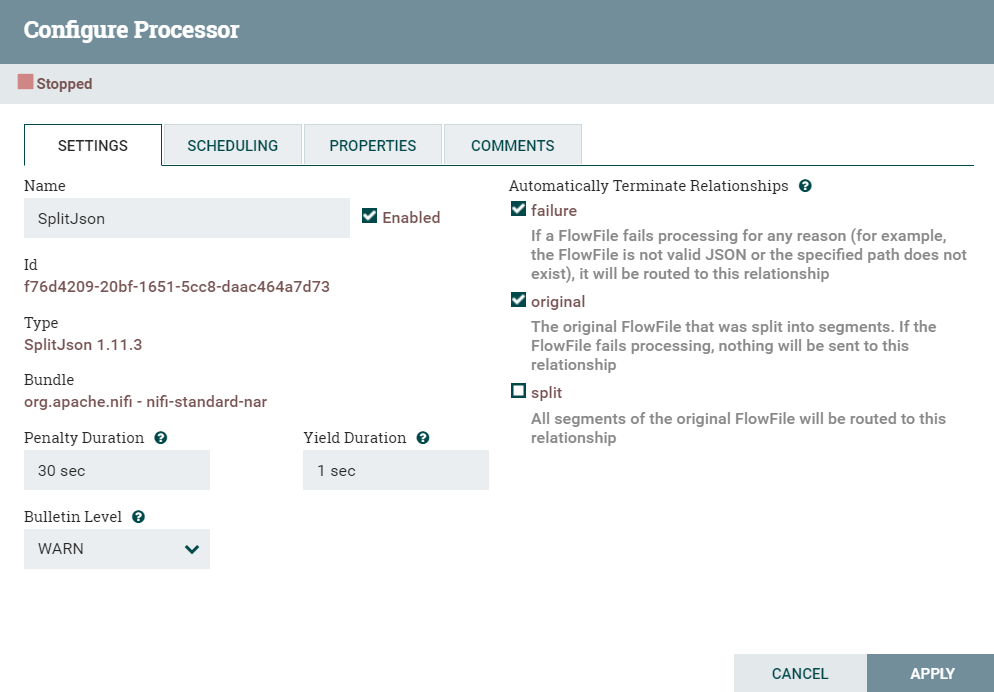 Configure Processor
Stopped
SETTINGS
SCHEDULING
PROPERTIES
COMMENTS
Name
SplitJson
Enabled
Id
f76d4209-20bf-1651-5cc8-daac464a7d73
Type
SplitJson 1.11.3
Bundle
org.apache.nifi - nifi-standard-nar
Penalty Duration
30 sec
Yield Duration
1 sec
Bulletin Level
WARN
Automatically Terminate Relationships
failure
If a FlowFile fails processing for any reason (for example,
the FlowFile is not valid JSON or the specified path does not
exist), it will be routed to this relationship
original
The original FlowFile that was split into segments. If the
FlowFile fails processing, nothing will be sent to this
relationship
split
All segments of the original FlowFile will be routed to this
relationship
CANCEL
APPLY